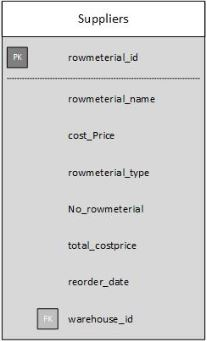 Suppliers
PK rowmeterial_id
rowmeterial_name
cost_Price
rowmeterial_type
No_rowmeterial
total_costprice
reorder_date
FK warehouse_id